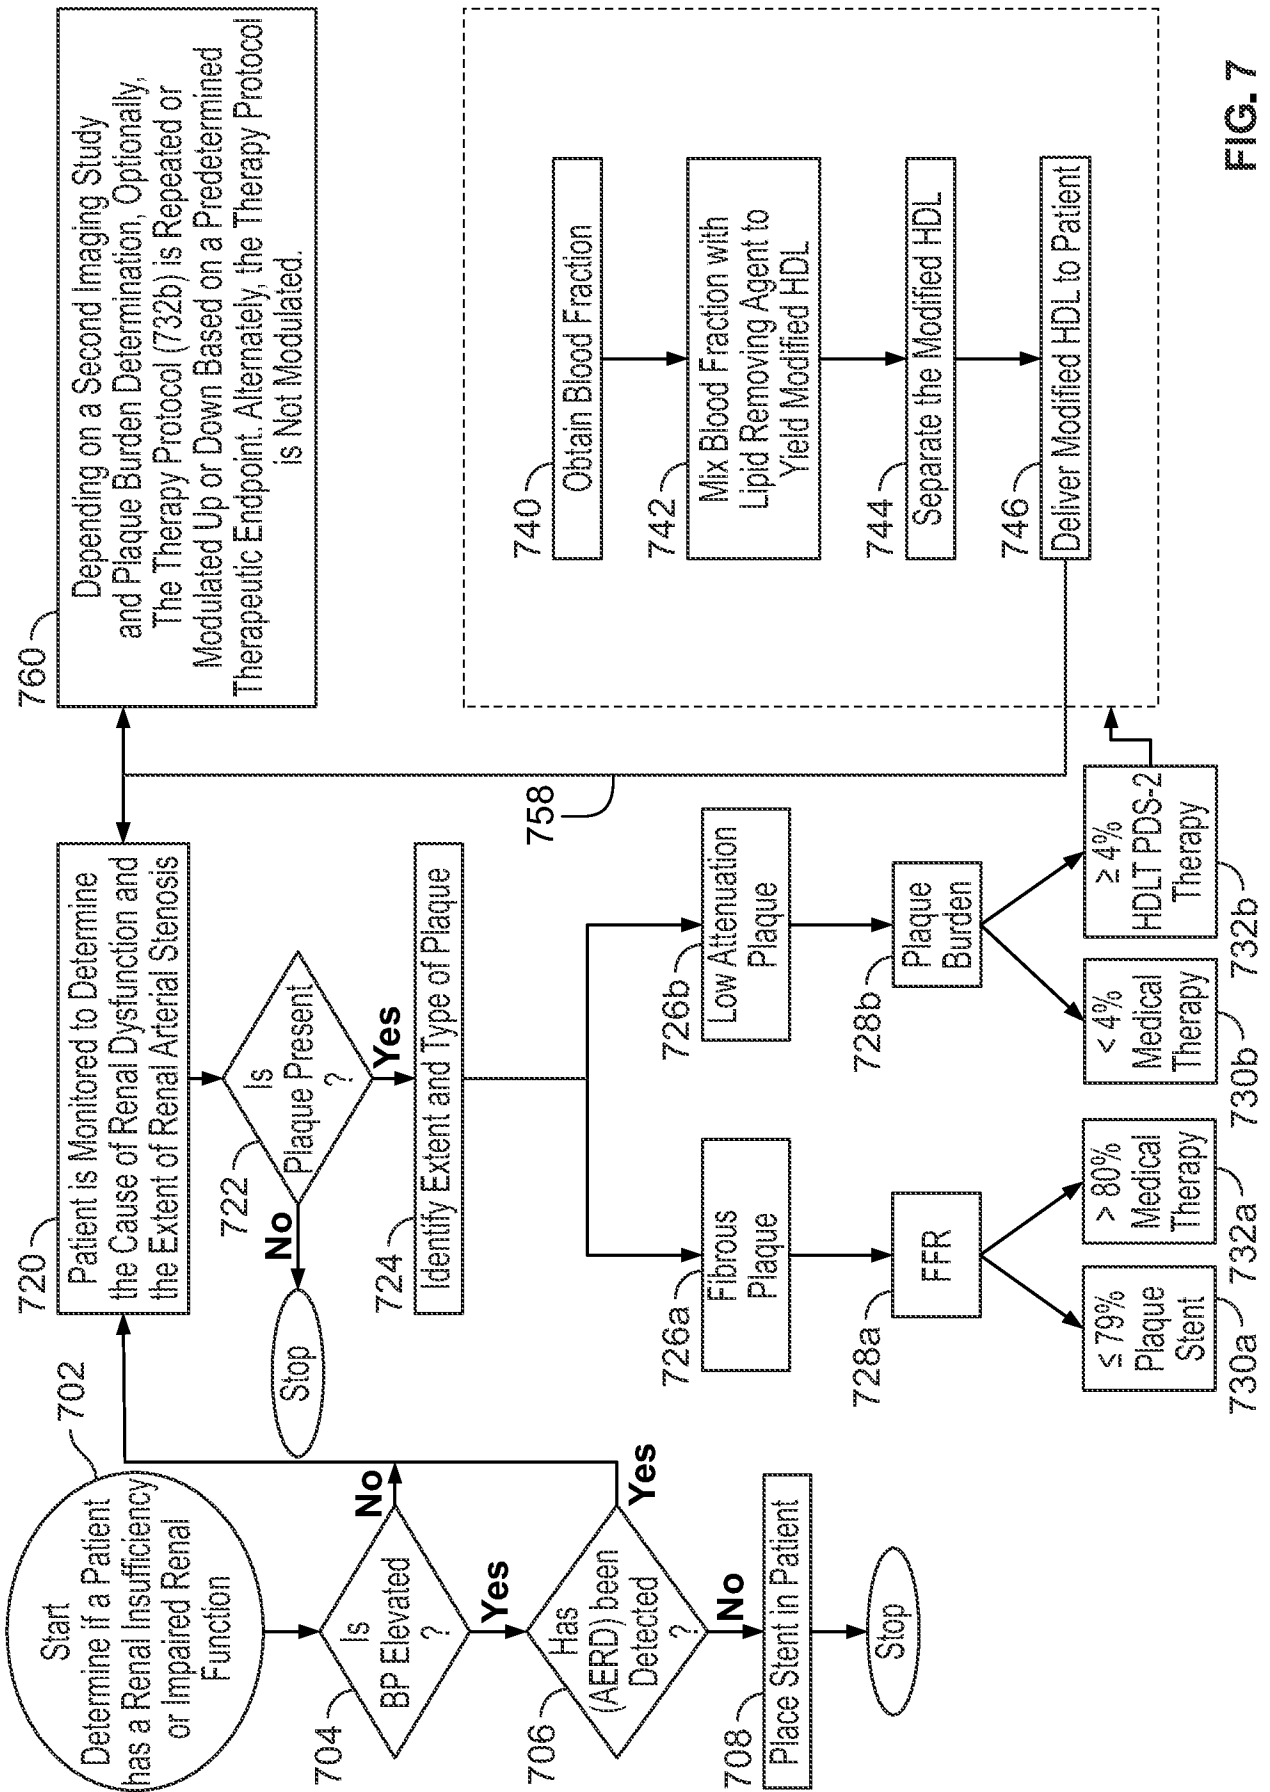 702
Start
Determine if a Patient
has a Renal Insufficiency
or Impaired Renal
Function
704
Is
BP Elevated
?
No
Yes
706
Has
(AERD) been
Detected
?
Yes
No
708
Place Stent in Patient
Stop
720
Patient is Monitored to Determine
the Cause of Renal Dysfunction and
the Extent of Renal Arterial Stenosis
722
Is
Plaque Present
?
No
Stop
Yes
724
Identify Extent and Type of Plaque
726a
Fibrous
Plaque
726b
Low Attenuation
Plaque
728a
FFR
728b
Plaque
Burden
≤ 79%
Plaque
Stent
730a
> 80%
Medical
Therapy
732a
< 4%
Medical
Therapy
730b
≥ 4%
HDLT PDS-2
Therapy
732b
758
760
Depending on a Second Imaging Study
and Plaque Burden Determination, Optionally,
The Therapy Protocol (732b) is Repeated or
Modulated Up or Down Based on a Predetermined
Therapeutic Endpoint. Alternately, the Therapy Protocol
is Not Modulated.
740
Obtain Blood Fraction
742
Mix Blood Fraction with
Lipid Removing Agent to
Yield Modified HDL
744
Separate the Modified HDL
746
Deliver Modified HDL to Patient
FIG. 7